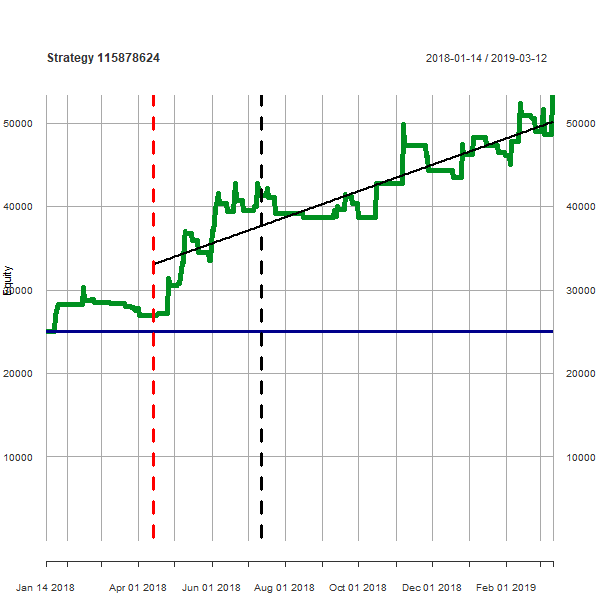 Strategy 115878624
2018-01-14 / 2019-03-12
50000
50000
40000
40000
Equity
30000
30000
20000
20000
10000
10000
Jan 14 2018
Apr 01 2018
Jun 01 2018
Aug 01 2018
Oct 01 2018
Dec 01 2018
Feb 01 2019